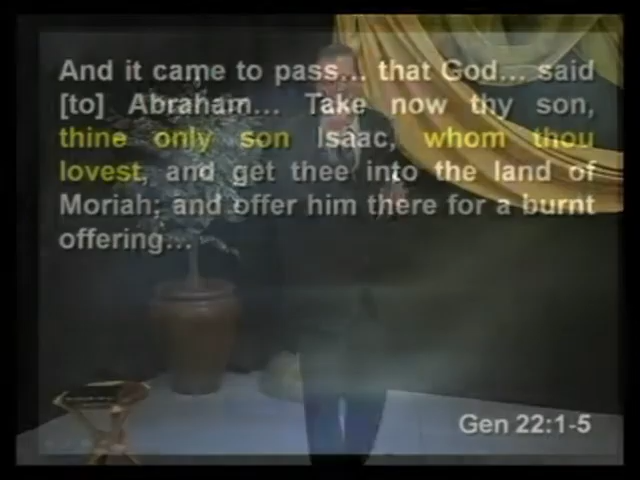 And it came to pass... that God... said
[to] Abraham... Take now thy son,
thine only son Isaac, whom thou
lovest, and get thee into the land of
Moriah; and offer him there for a burnt
offering...
Gen 22:1-5